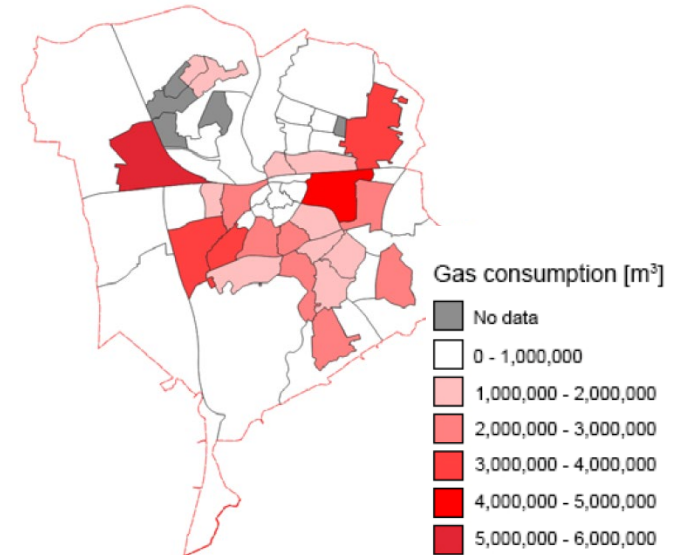 Gas consumption [m³]
No data
0 - 1,000,000
1,000,000 - 2,000,000
2,000,000 - 3,000,000
3,000,000 - 4,000,000
4,000,000 - 5,000,000
5,000,000 - 6,000,000